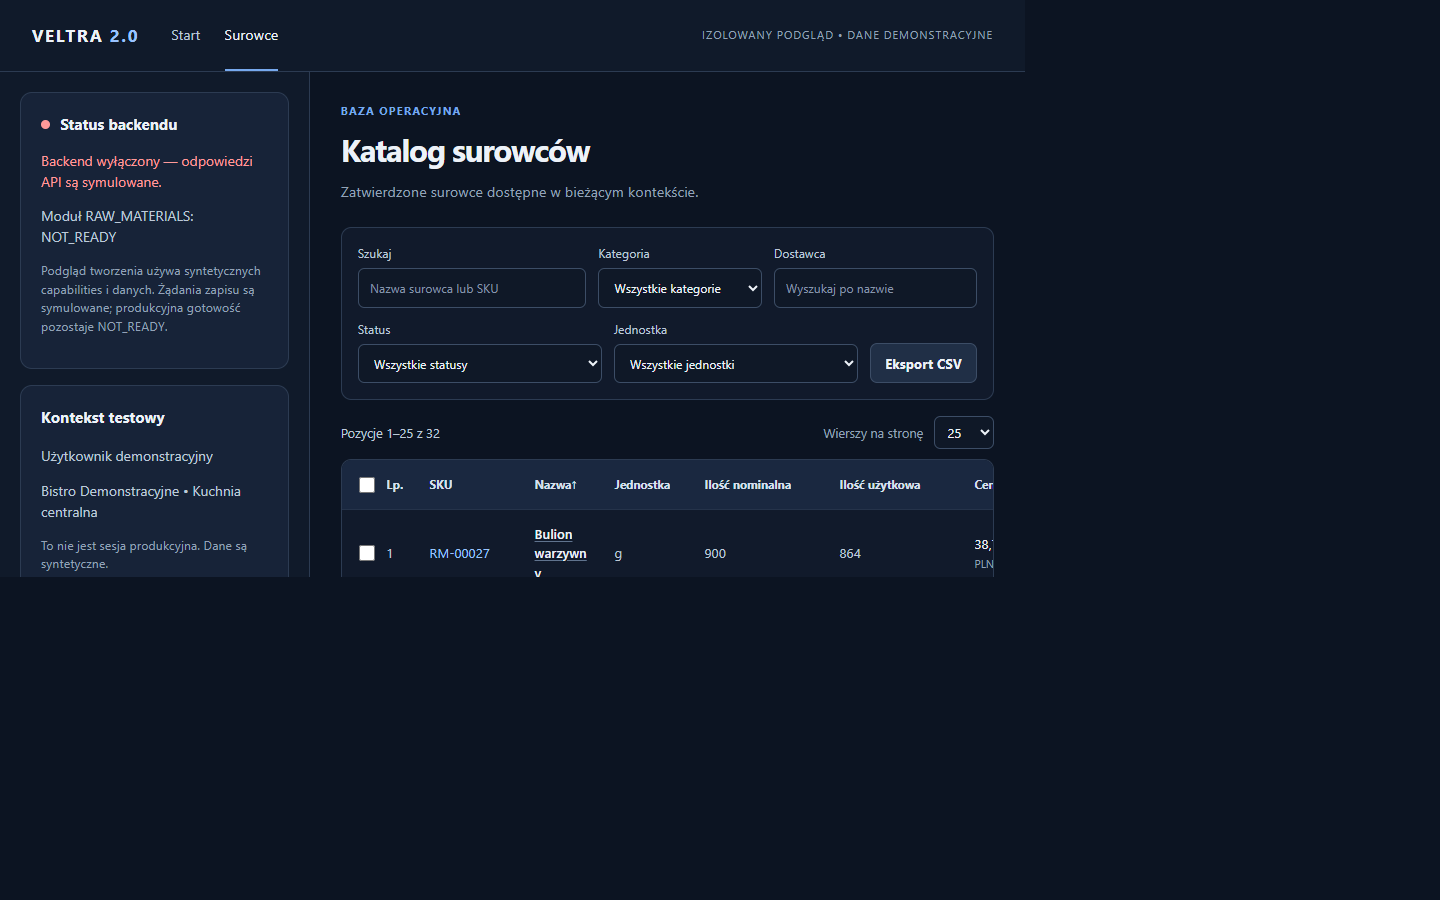 VELTRA 2.0
Start
Surowce
IZOLOWANY PODGLĄD • DANE DEMONSTRACYJNE
Status backendu
Backend wyłączony — odpowiedzi
API są symulowane.
Moduł RAW_MATERIALS:
NOT_READY
Podgląd tworzenia używa syntetycznych
capabilities i danych. Żądania zapisu są
symulowane; produkcyjna gotowość
pozostaje NOT_READY.
Kontekst testowy
Użytkownik demonstracyjny
Bistro Demonstracyjne • Kuchnia
centralna
To nie jest sesja produkcyjna. Dane są
syntetyczne.
BAZA OPERACYJNA
Katalog surowców
Zatwierdzone surowce dostępne w bieżącym kontekście.
Szukaj
Kategoria
Dostawca
Nazwa surowca lub SKU
Wszystkie kategorie
Wyszukaj po nazwie
Status
Jednostka
Wszystkie statusy
Wszystkie jednostki
Eksport CSV
Pozycje 1–25 z 32
Wierszy na stronę
25
Lp.
SKU
Nazwa↑
Jednostka
Ilość nominalna
Ilość użytkowa
1
RM-00027
Bulion
warzywn
y
g
900
864
PLN